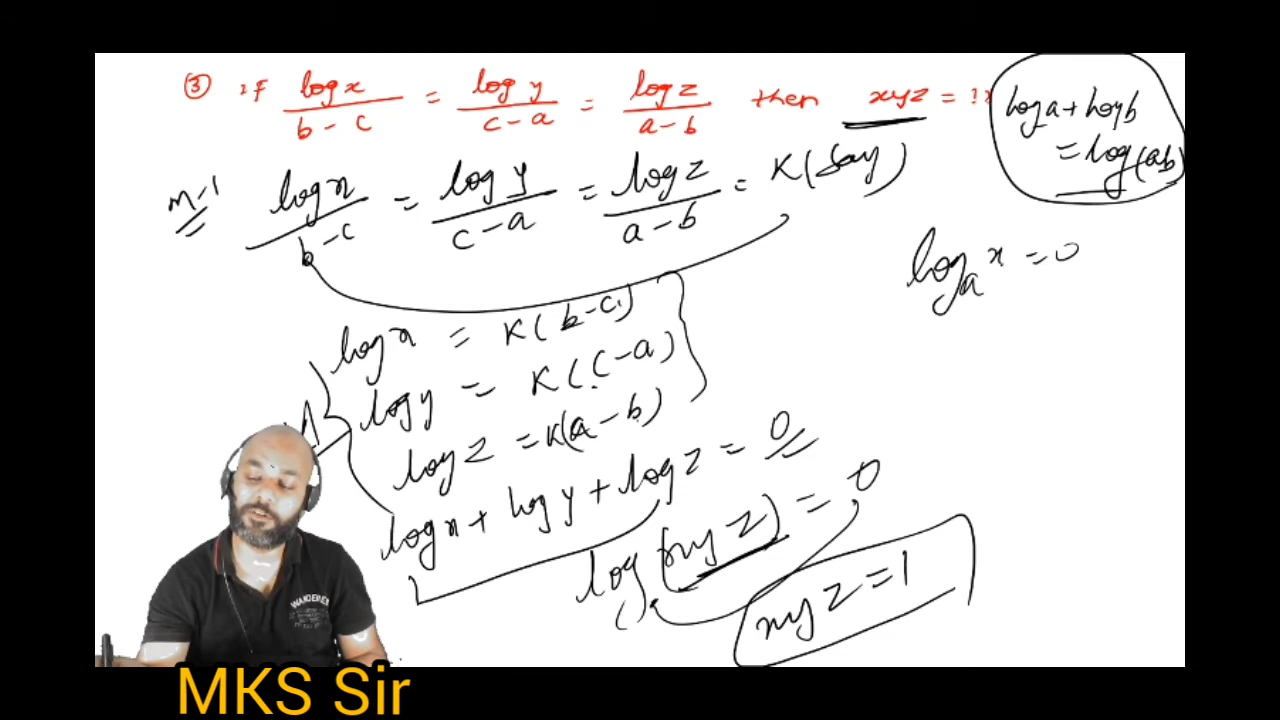 ③ If log x / b - c = log y / c - a = log z / a - b then xyz = ??
log a + log b
= log(ab)
m-1 log x / b - c = log y / c - a = log z / a - b = K (say)
logₐ x = 0
log x = K(b - c)
log y = K(c - a)
log z = K(a - b)
log x + log y + log z = 0
log(xyz) = 0
( )
xyz = 1
WANDERER
MKS Sir